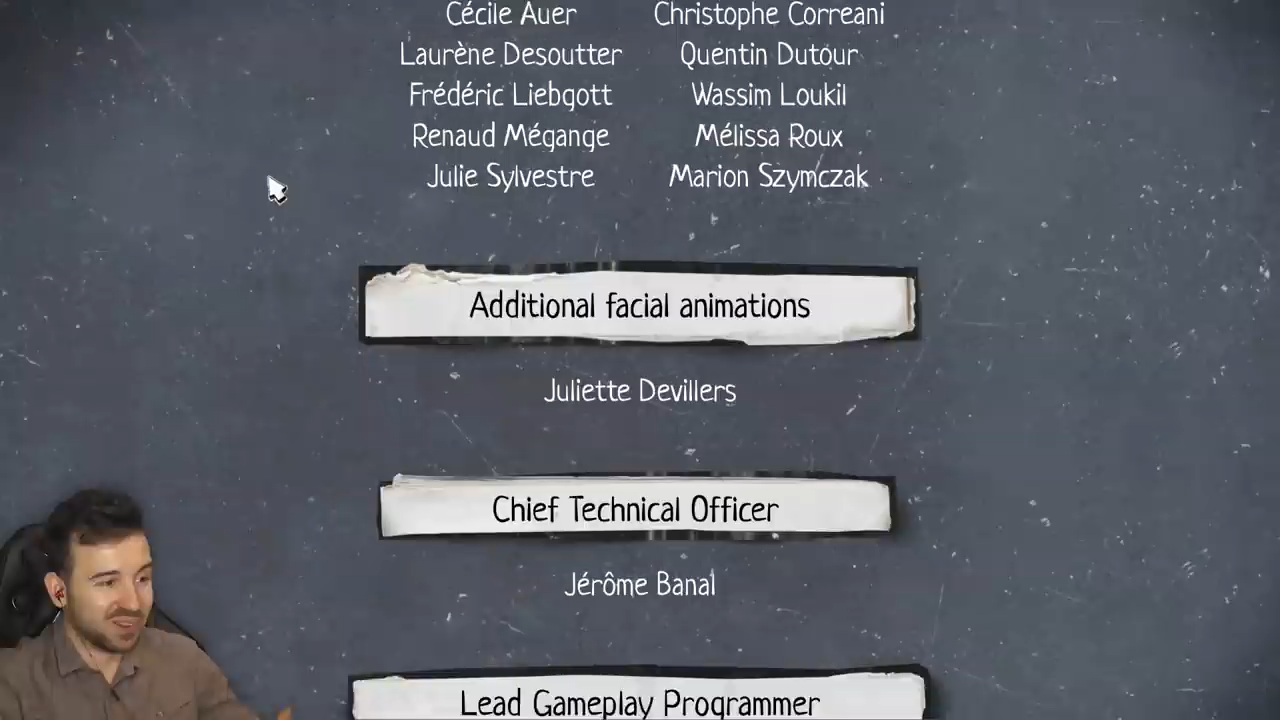 Cécile Auer Christophe Correani
Laurène Desoutter Quentin Dutour
Frédéric Liebgott Wassim Loukil
Renaud Mégange Mélissa Roux
Julie Sylvestre Marion Szymczak
Additional facial animations
Juliette Devillers
Chief Technical Officer
Jérôme Banal
Lead Gameplay Programmer